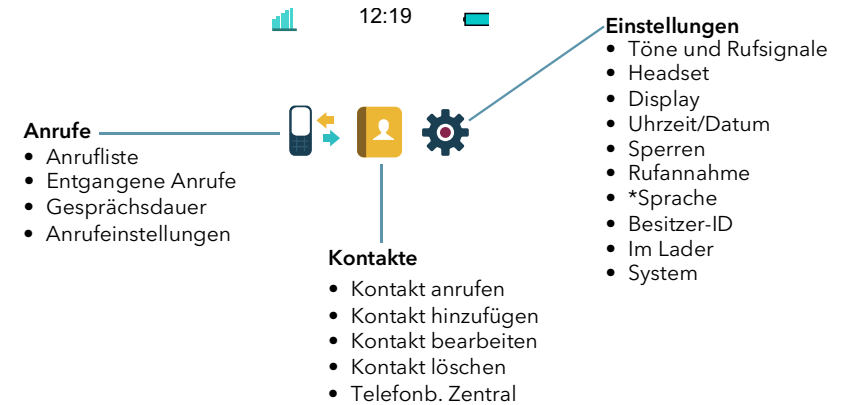 12:19
Anrufe
• Anrufliste
• Entgangene Anrufe
• Gesprächsdauer
• Anrufeinstellungen
Kontakte
• Kontakt anrufen
• Kontakt hinzufügen
• Kontakt bearbeiten
• Kontakt löschen
• Telefonb. Zentral
Einstellungen
• Töne und Rufsignale
• Headset
• Display
• Uhrzeit/Datum
• Sperren
• Rufannahme
• *Sprache
• Besitzer-ID
• Im Lader
• System